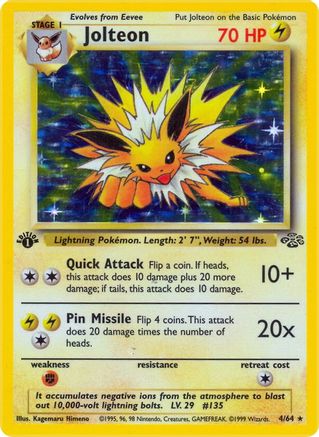 Evolves from Eevee
Put Jolteon on the Basic Pokémon
STAGE 1
Jolteon
70 HP
EDITION
1
Lightning Pokémon. Length: 2' 7", Weight: 54 lbs.
Quick Attack Flip a coin. If heads,
this attack does 10 damage plus 20 more
damage; if tails, this attack does 10 damage.
10+
Pin Missile Flip 4 coins. This attack
does 20 damage times the number of
heads.
20x
weakness
resistance
retreat cost
It accumulates negative ions from the atmosphere to blast
out 10,000-volt lightning bolts. LV. 29 #135
Illus. Kagemaru Himeno
©1995, 96, 98 Nintendo, Creatures, GAMEFREAK. ©1999 Wizards.
4/64 ★